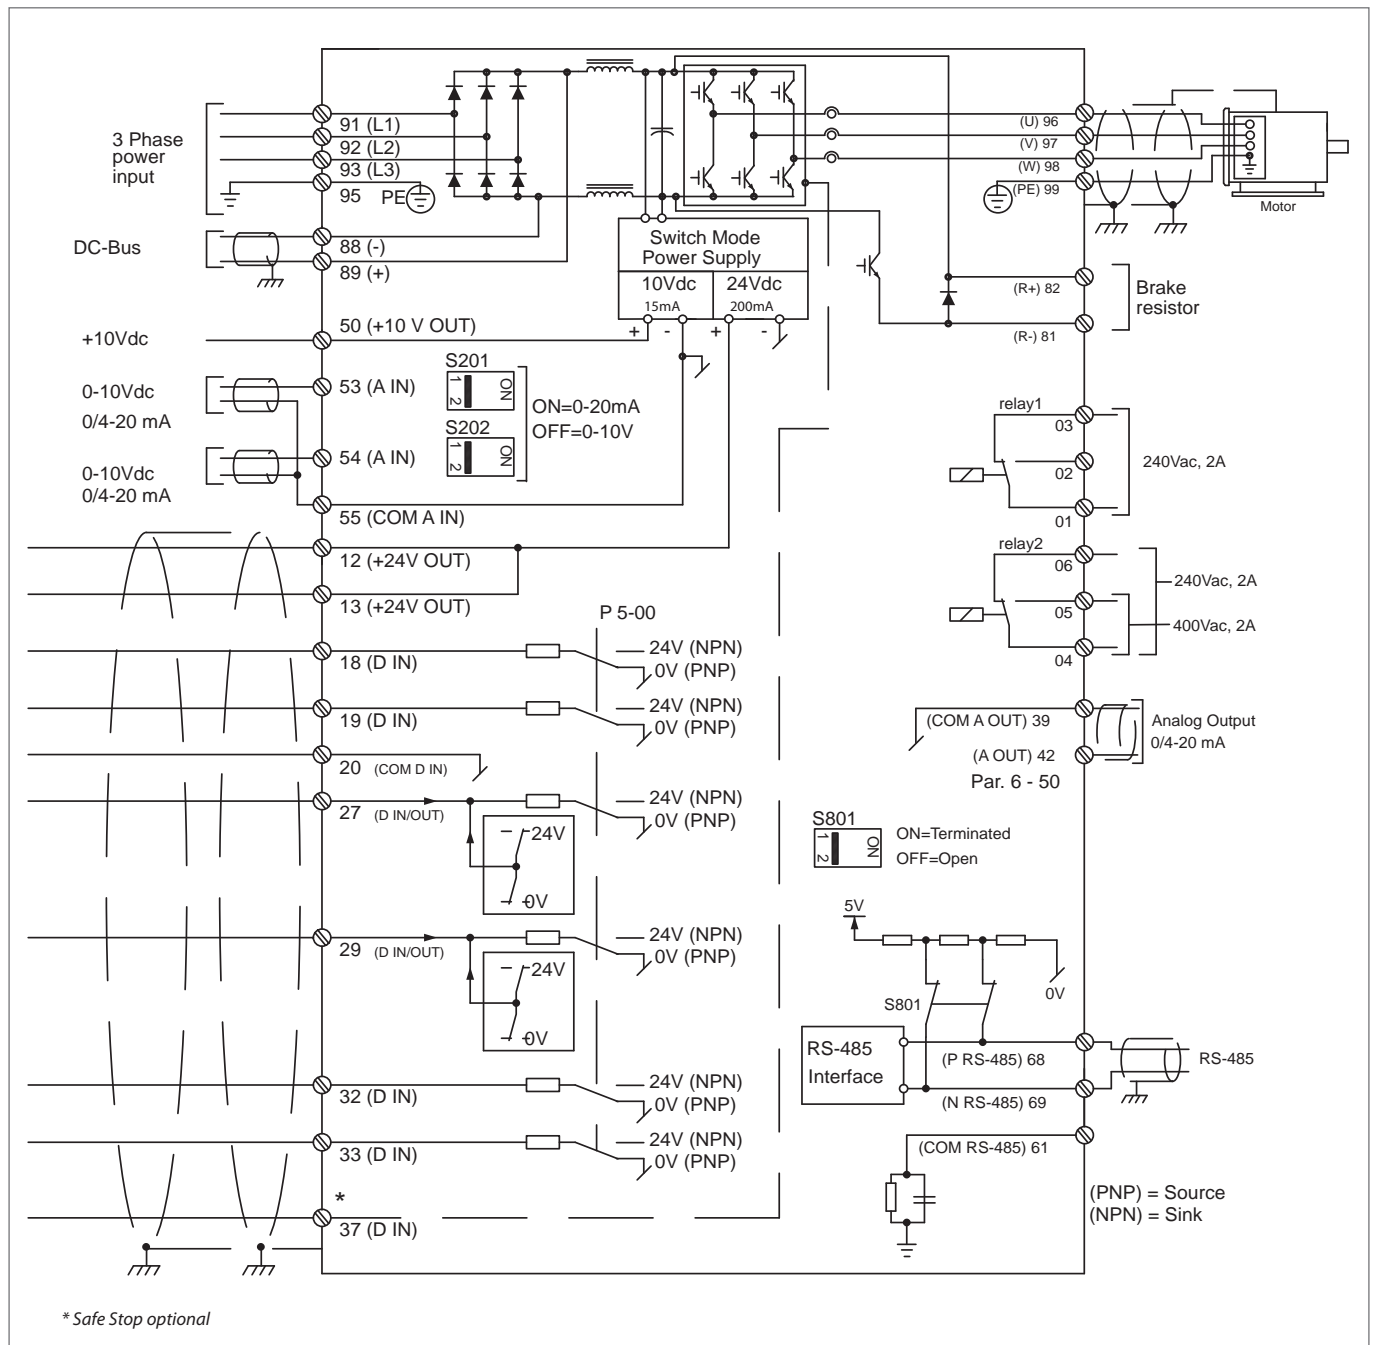 3 Phase
power
input
91 (L1)
92 (L2)
93 (L3)
95
PE
DC-Bus
88 (-)
89 (+)
+10Vdc
50 (+10 V OUT)
0-10Vdc
0/4-20 mA
53 (A IN)
0-10Vdc
0/4-20 mA
54 (A IN)
55 (COM A IN)
12 (+24V OUT)
13 (+24V OUT)
18 (D IN)
19 (D IN)
20 (COM D IN)
27 (D IN/OUT)
29 (D IN/OUT)
32 (D IN)
33 (D IN)
*
37 (D IN)
S201
1
2
ON
S202
1
2
ON
ON=0-20mA
OFF=0-10V
Switch Mode
Power Supply
10Vdc
15mA
24Vdc
200mA
+ - + -
P 5-00
24V (NPN)
0V (PNP)
24V (NPN)
0V (PNP)
24V (NPN)
0V (PNP)
24V
0V
24V (NPN)
0V (PNP)
24V
0V
24V (NPN)
0V (PNP)
24V (NPN)
0V (PNP)
(U) 96
(V) 97
(W) 98
(PE) 99
Motor
(R+) 82
(R-) 81
Brake
resistor
relay1
03
02
01
240Vac, 2A
relay2
06
05
04
240Vac, 2A
400Vac, 2A
(COM A OUT) 39
(A OUT) 42
Analog Output
0/4-20 mA
Par. 6 - 50
S801
1
2
ON
ON=Terminated
OFF=Open
5V
0V
S801
RS-485
Interface
(P RS-485) 68
(N RS-485) 69
RS-485
(COM RS-485) 61
(PNP) = Source
(NPN) = Sink
* Safe Stop optional